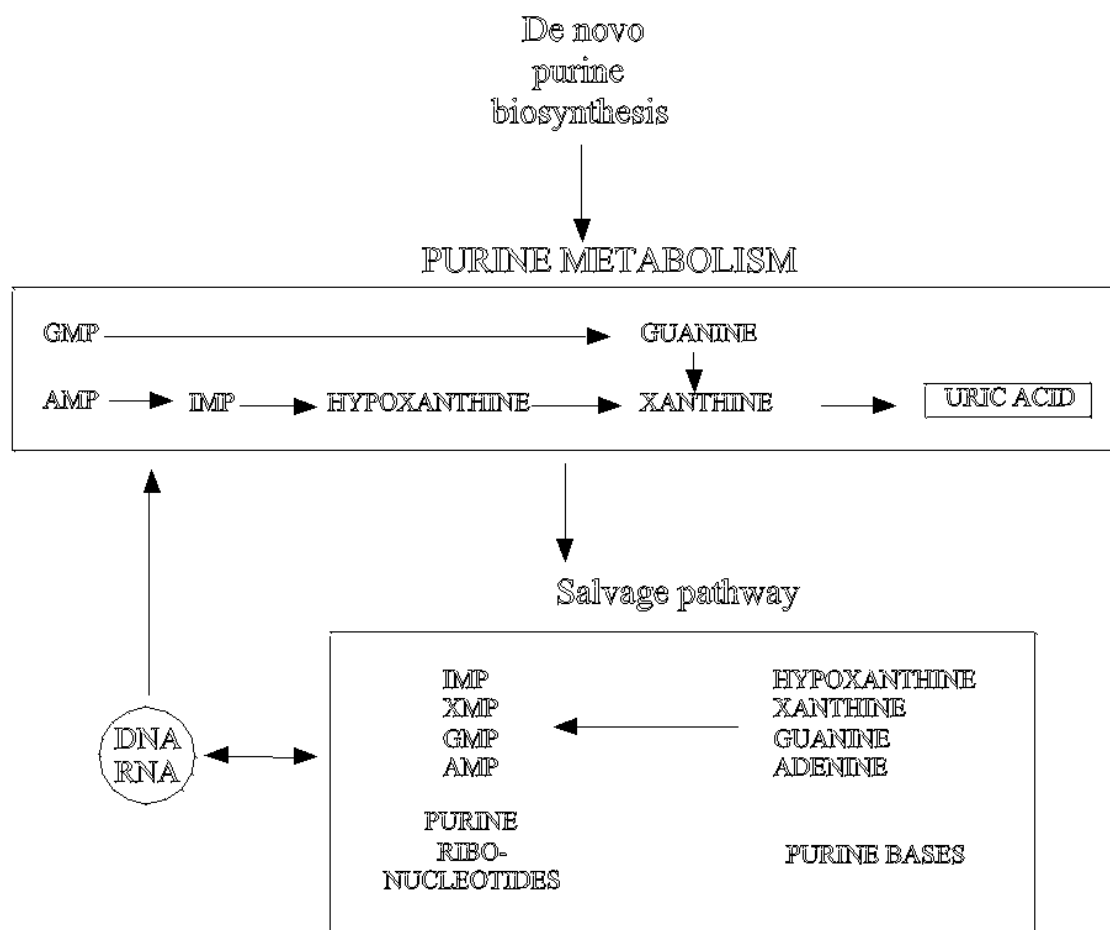 De novo
purine
biosynthesis
PURINE METABOLISM
GMP GUANINE
AMP IMP HYPOXANTHINE XANTHINE URIC ACID
Salvage pathway
IMP HYPOXANTHINE
XMP XANTHINE
GMP GUANINE
AMP ADENINE
DNA
RNA
PURINE
RIBO-
NUCLEOTIDES
PURINE BASES